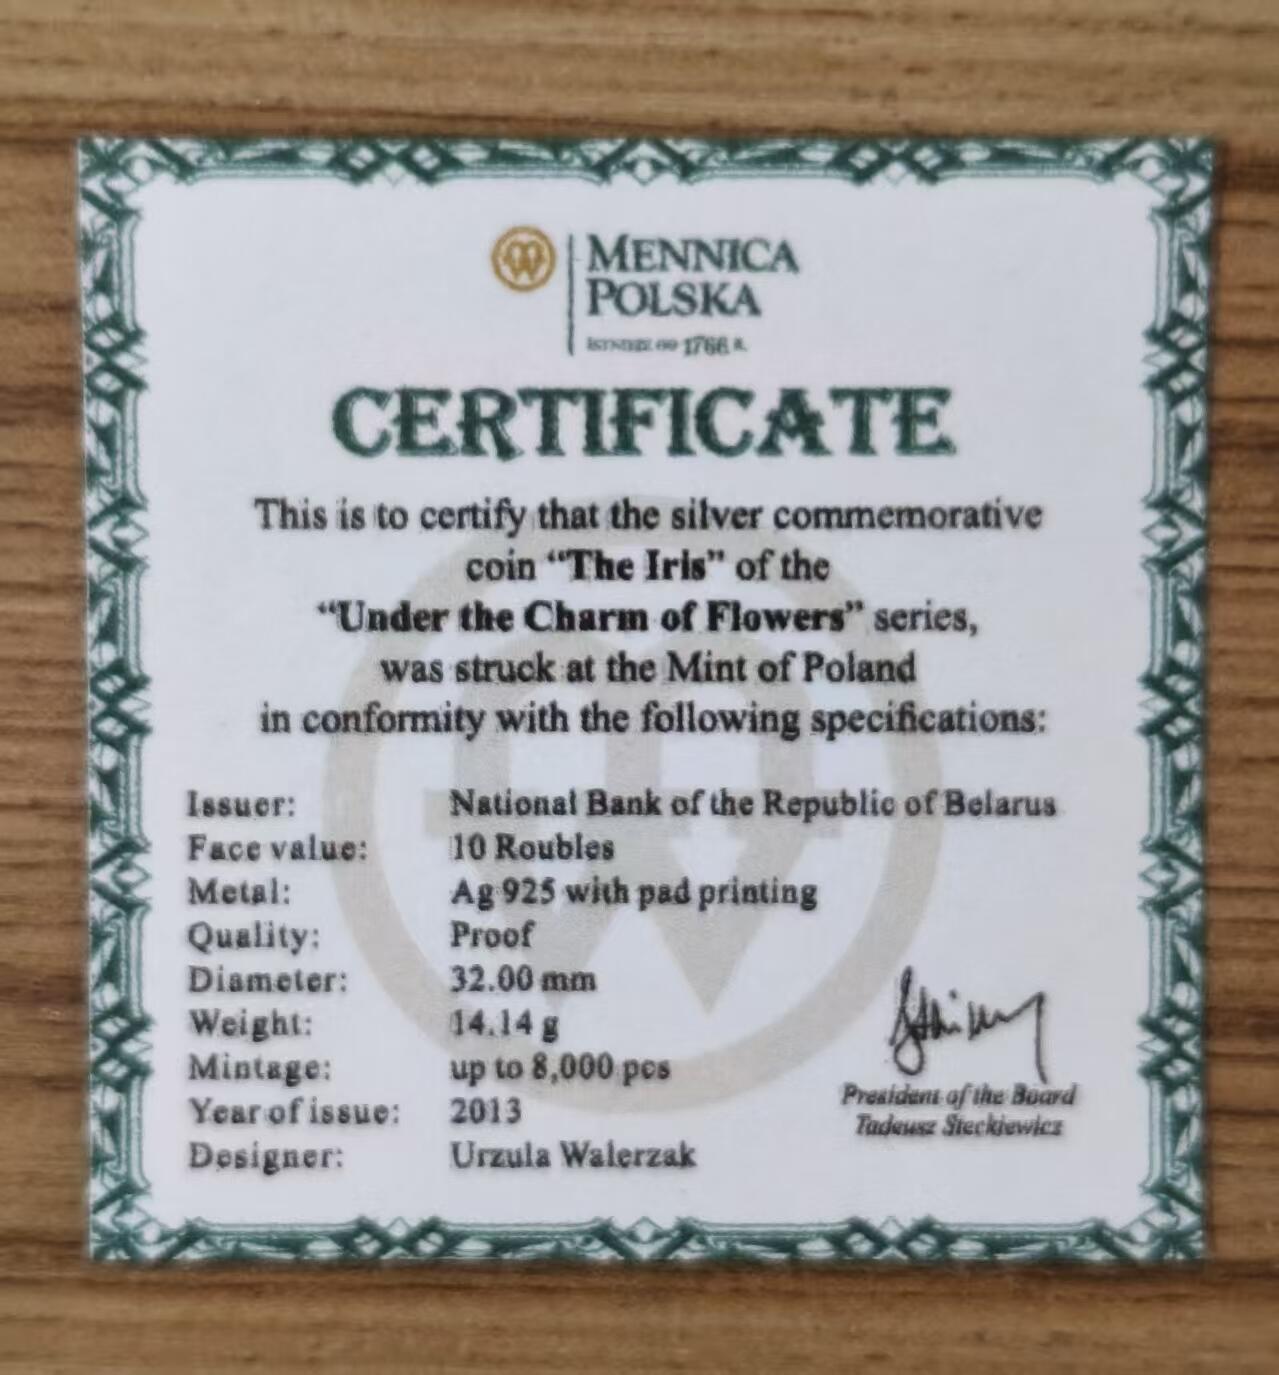 MENNICA
POLSKA
ISTNIEJE OD 1766 R.
CERTIFICATE
This is to certify that the silver commemorative
coin “The Iris” of the
“Under the Charm of Flowers” series,
was struck at the Mint of Poland
in conformity with the following specifications:
Issuer: National Bank of the Republic of Belarus
Face value: 10 Roubles
Metal: Ag 925 with pad printing
Quality: Proof
Diameter: 32.00 mm
Weight: 14.14 g
Mintage: up to 8,000 pcs
Year of issue: 2013
Designer: Urzula Walerzak
President of the Board
Tadeusz Steckiewicz